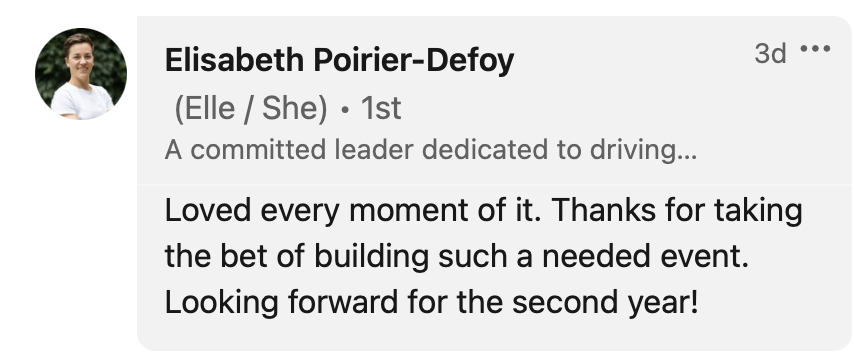 Elisabeth Poirier-Defoy
3d •••
(Elle / She) • 1st
A committed leader dedicated to driving...
Loved every moment of it. Thanks for taking
the bet of building such a needed event.
Looking forward for the second year!